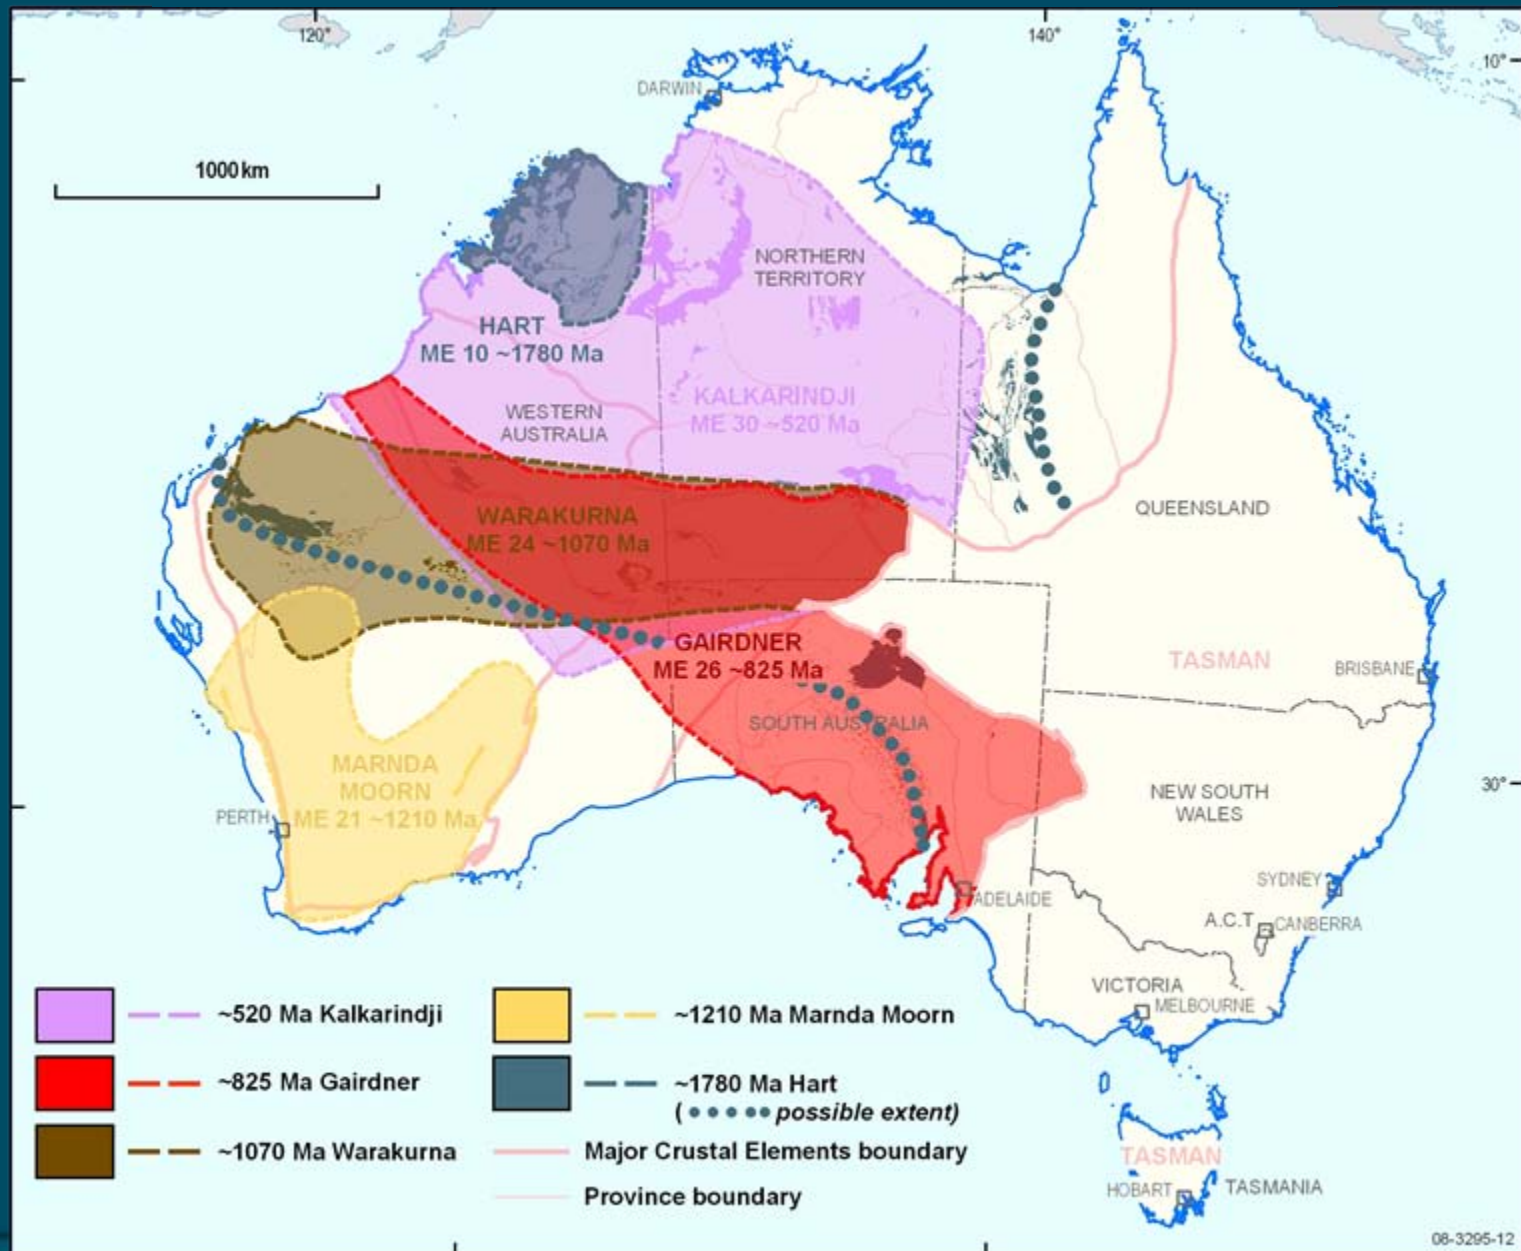 120°
140°
10°
DARWIN
1000 km
NORTHERN
TERRITORY
HART
ME 10 ~1780 Ma
KALKARINDJI
ME 30 ~520 Ma
WESTERN
AUSTRALIA
WARAKURNA
ME 24 ~1070 Ma
QUEENSLAND
GAIRDNER
ME 26 ~825 Ma
TASMAN
BRISBANE
SOUTH AUSTRALIA
MARNDA
MOORN
ME 21 ~1210 Ma
PERTH
30°
NEW SOUTH
WALES
SYDNEY
ADELAIDE
A.C.T
CANBERRA
VICTORIA
MELBOURNE
~520 Ma Kalkarindji
~825 Ma Gairdner
~1070 Ma Warakurna
~1210 Ma Marnda Moorn
~1780 Ma Hart
( possible extent)
Major Crustal Elements boundary
Province boundary
TASMAN
HOBART
TASMANIA
08-3295-12